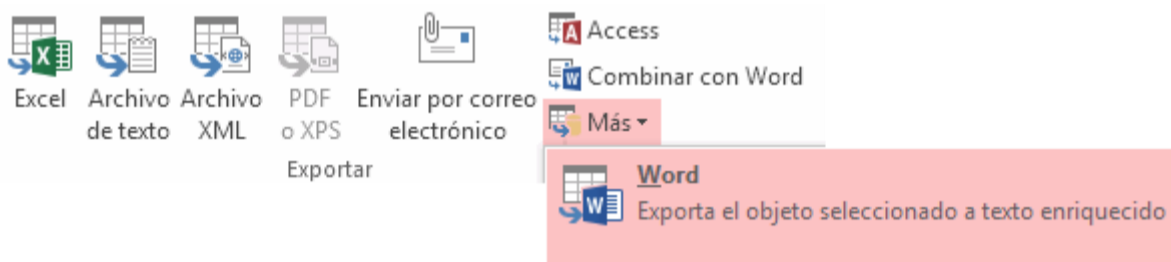 Excel
Archivo
de texto
Archivo
XML
PDF
o XPS
Enviar por correo
electrónico
Exportar
Access
Combinar con Word
Más
Word
Exporta el objeto seleccionado a texto enriquecido